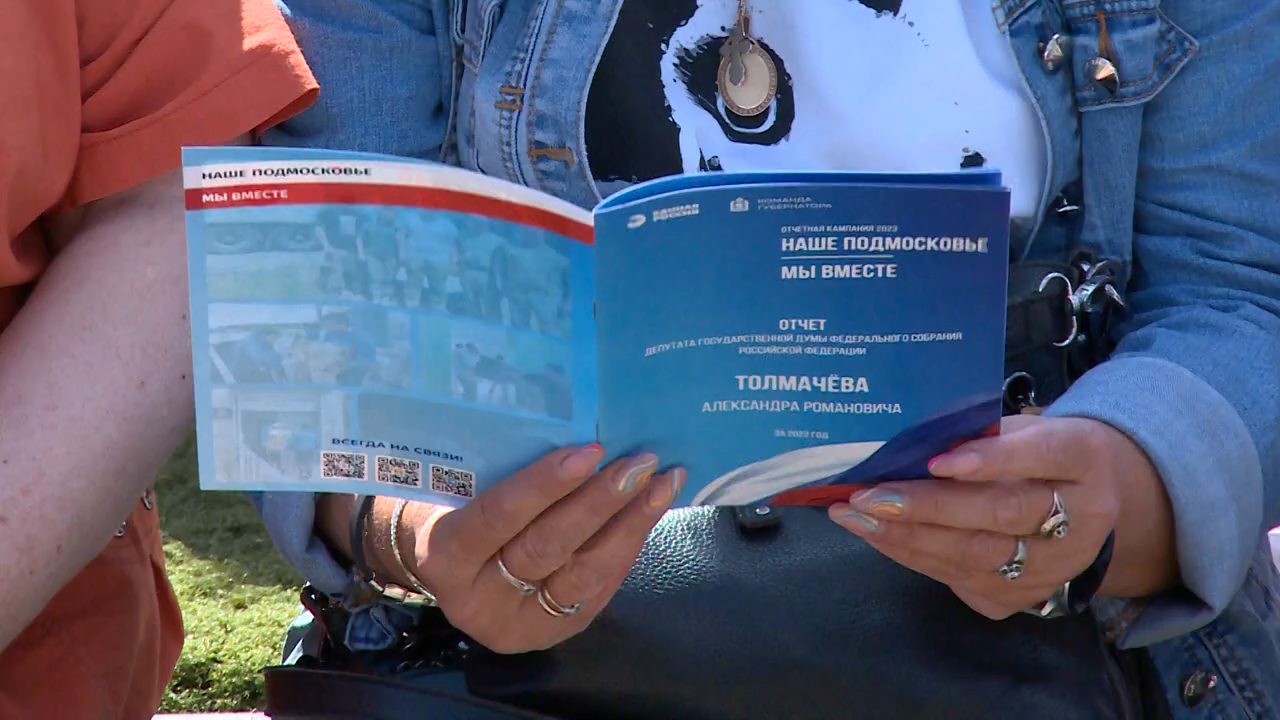 НАШЕ ПОДМОСКОВЬЕ
МЫ ВМЕСТЕ
ВСЕГДА НА СВЯЗИ!
ЕДИНАЯ
РОССИЯ
КОМАНДА
ГУБЕРНАТОРА
ОТЧЕТНАЯ КАМПАНИЯ 2023
НАШЕ ПОДМОСКОВЬЕ
МЫ ВМЕСТЕ
ОТЧЕТ
ДЕПУТАТА ГОСУДАРСТВЕННОЙ ДУМЫ ФЕДЕРАЛЬНОГО СОБРАНИЯ
РОССИЙСКОЙ ФЕДЕРАЦИИ
ТОЛМАЧЁВА
АЛЕКСАНДРА РОМАНОВИЧА
ЗА 2022 ГОД